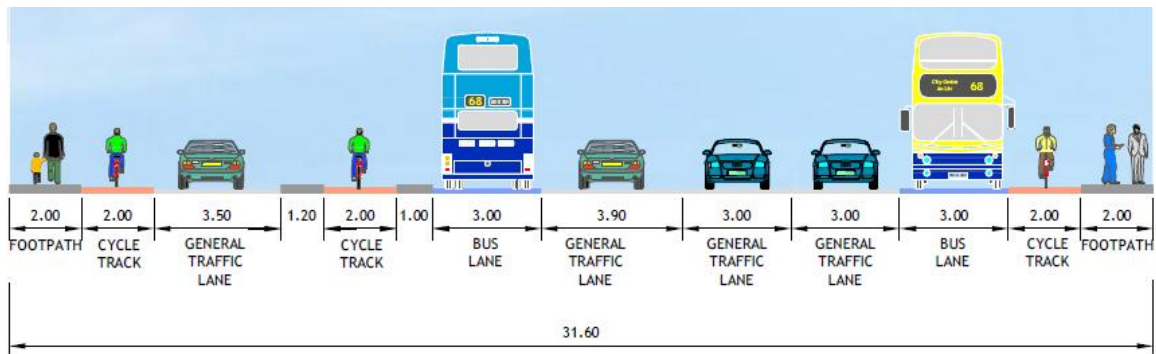 68
City Centre
68
2.00
2.00
3.50
1.20
2.00
1.00
3.00
3.90
3.00
3.00
3.00
2.00
2.00
FOOTPATH
CYCLE
TRACK
GENERAL
TRAFFIC
LANE
CYCLE
TRACK
BUS
LANE
GENERAL
TRAFFIC
LANE
GENERAL
TRAFFIC
LANE
GENERAL
TRAFFIC
LANE
BUS
LANE
CYCLE
TRACK
FOOTPATH
31.60